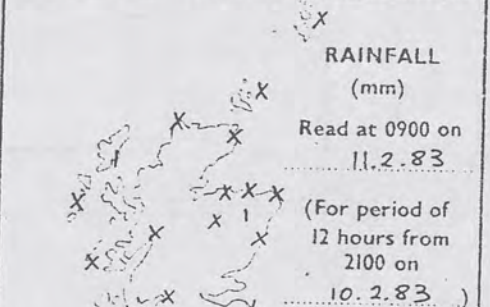 RAINFALL
(mm)
Read at 0900 on
11.2.83
(For period of
12 hours from
2100 on
10.2.83 )
X
X
X
X
X X X
X
X
1
X
X
X
X